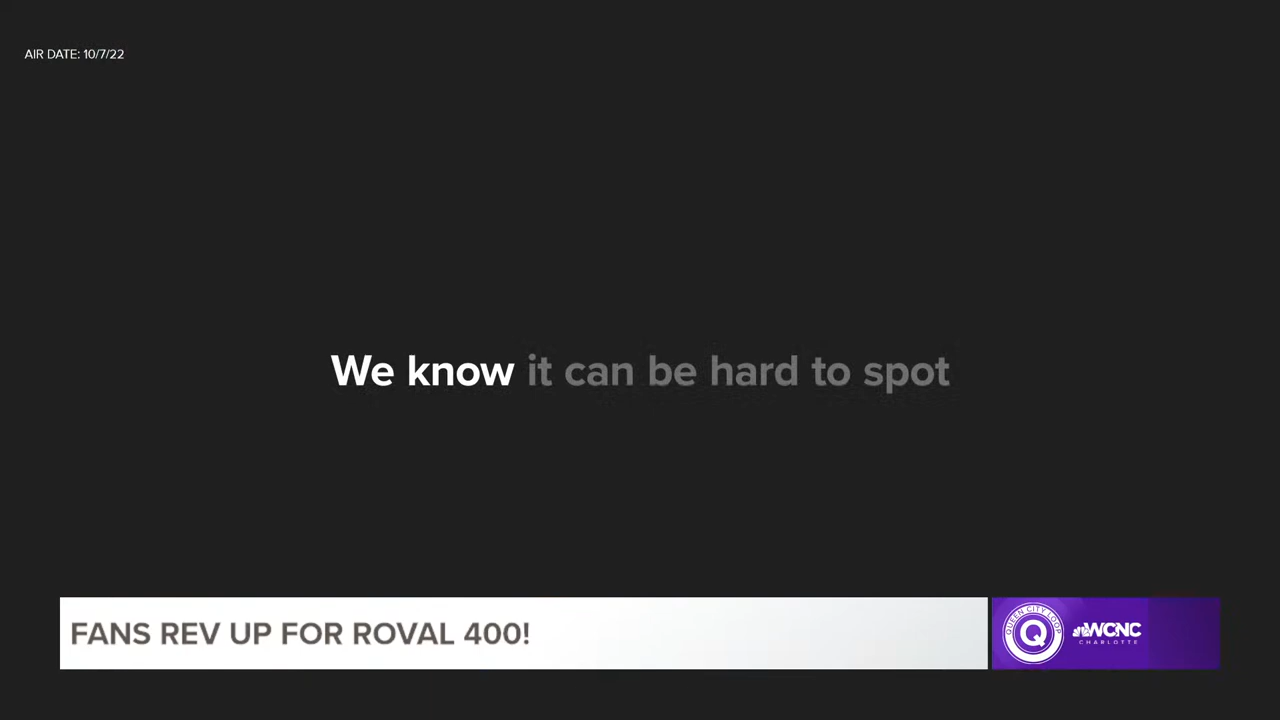 AIR DATE: 10/7/22
We know it can be hard to spot
FANS REV UP FOR ROVAL 400!
QUEEN CITY LOOP
Q
WCNC
CHARLOTTE